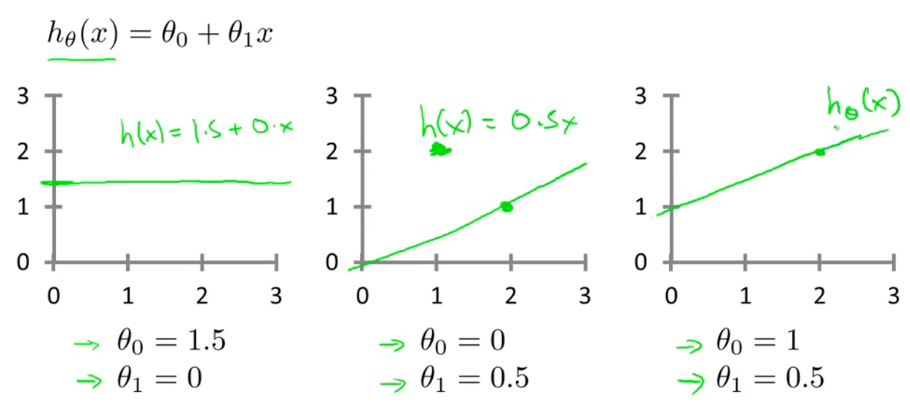 h_θ(x) = θ₀ + θ₁x
3 3 3
h(x) = 1.5 + 0·x h(x) = 0.5x h_θ(x)
2 2 2
1 1 1
0 0 0
0 1 2 3 0 1 2 3 0 1 2 3
→ θ₀ = 1.5 → θ₀ = 0 → θ₀ = 1
→ θ₁ = 0 → θ₁ = 0.5 → θ₁ = 0.5